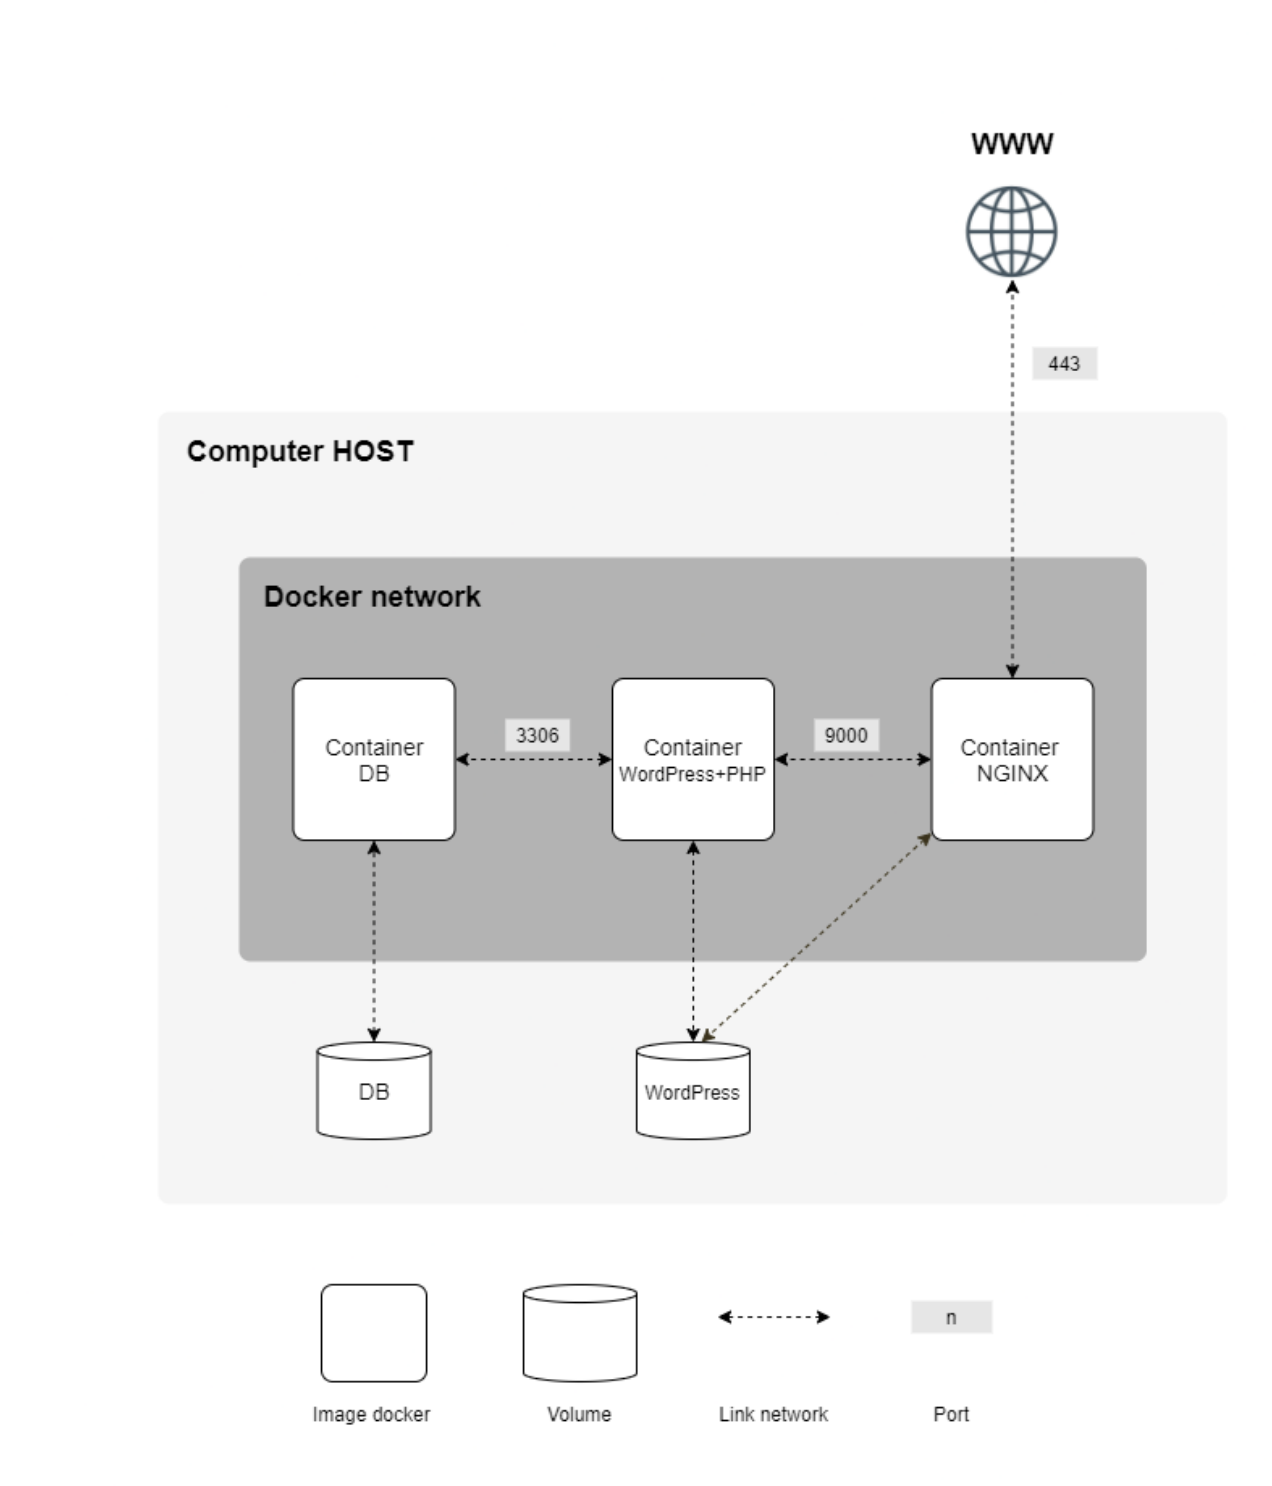 WWW
443
Computer HOST
Docker network
Container
DB
3306
Container
WordPress+PHP
9000
Container
NGINX
DB
WordPress
n
Image docker
Volume
Link network
Port